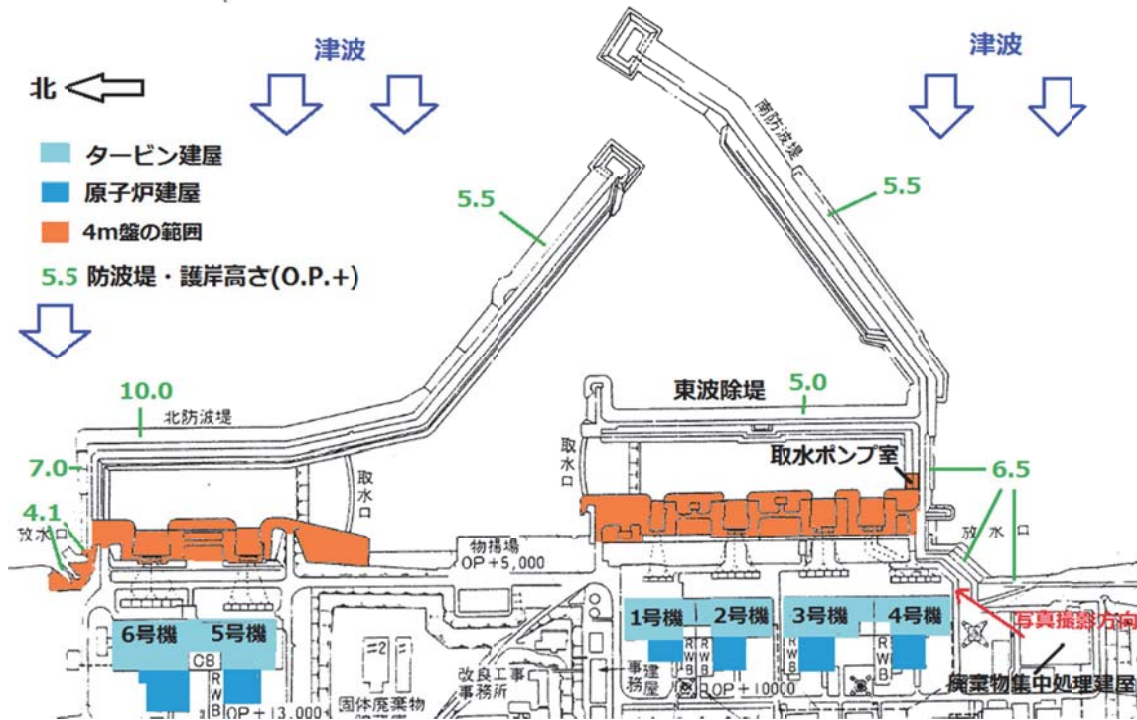 津波
津波
北
タービン建屋
原子炉建屋
4m盤の範囲
5.5 防波堤・護岸高さ(O.P.+)
5.5
南防波堤
5.5
10.0
北防波堤
7.0
4.1
放水口
取水口
東波除堤
5.0
取水口
取水ポンプ室
6.5
放水口
物揚場
OP+5,000
6号機
5号機
CB
RWB
OP+13,000
固体廃棄物
改良工事
事務所
事務
建屋
1号機
2号機
3号機
4号機
RWB
RWB
RWB
RWB
OP+10000
写真撮影方向
廃棄物集中処理建屋